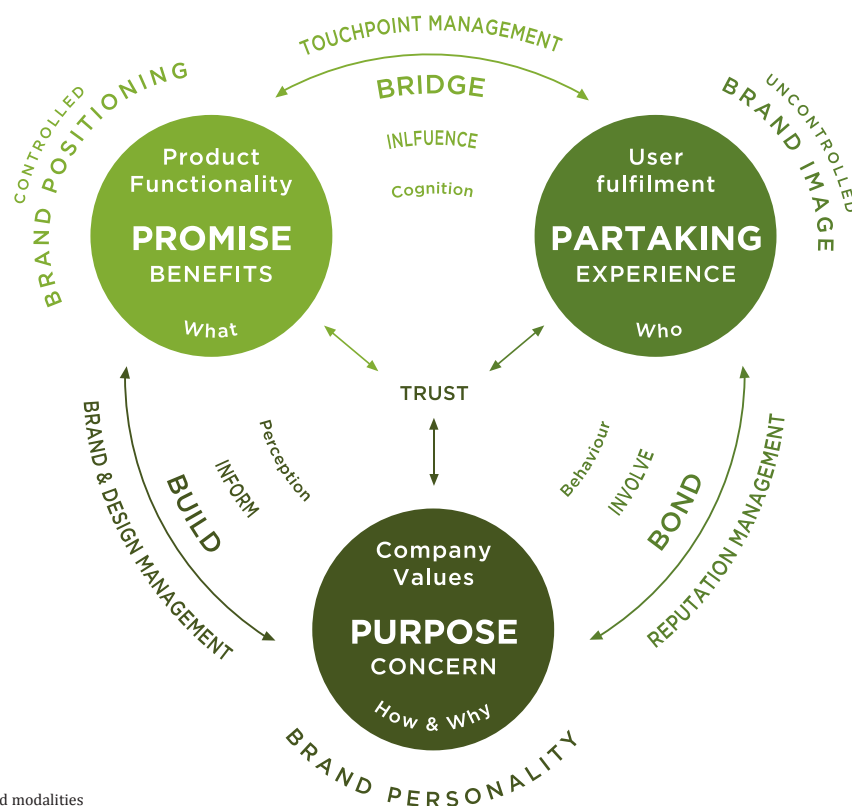 TOUCHPOINT MANAGEMENT
BRIDGE
INLFUENCE
Cognition
CONTROLLED
BRAND POSITIONING
Product
Functionality
PROMISE
BENEFITS
What
UNCONTROLLED
BRAND IMAGE
User
fulfilment
PARTAKING
EXPERIENCE
Who
TRUST
BRAND & DESIGN MANAGEMENT
BUILD
INFORM
Perception
Behaviour
INVOLVE
BOND
REPUTATION MANAGEMENT
Company
Values
PURPOSE
CONCERN
How & Why
BRAND PERSONALITY
d modalities